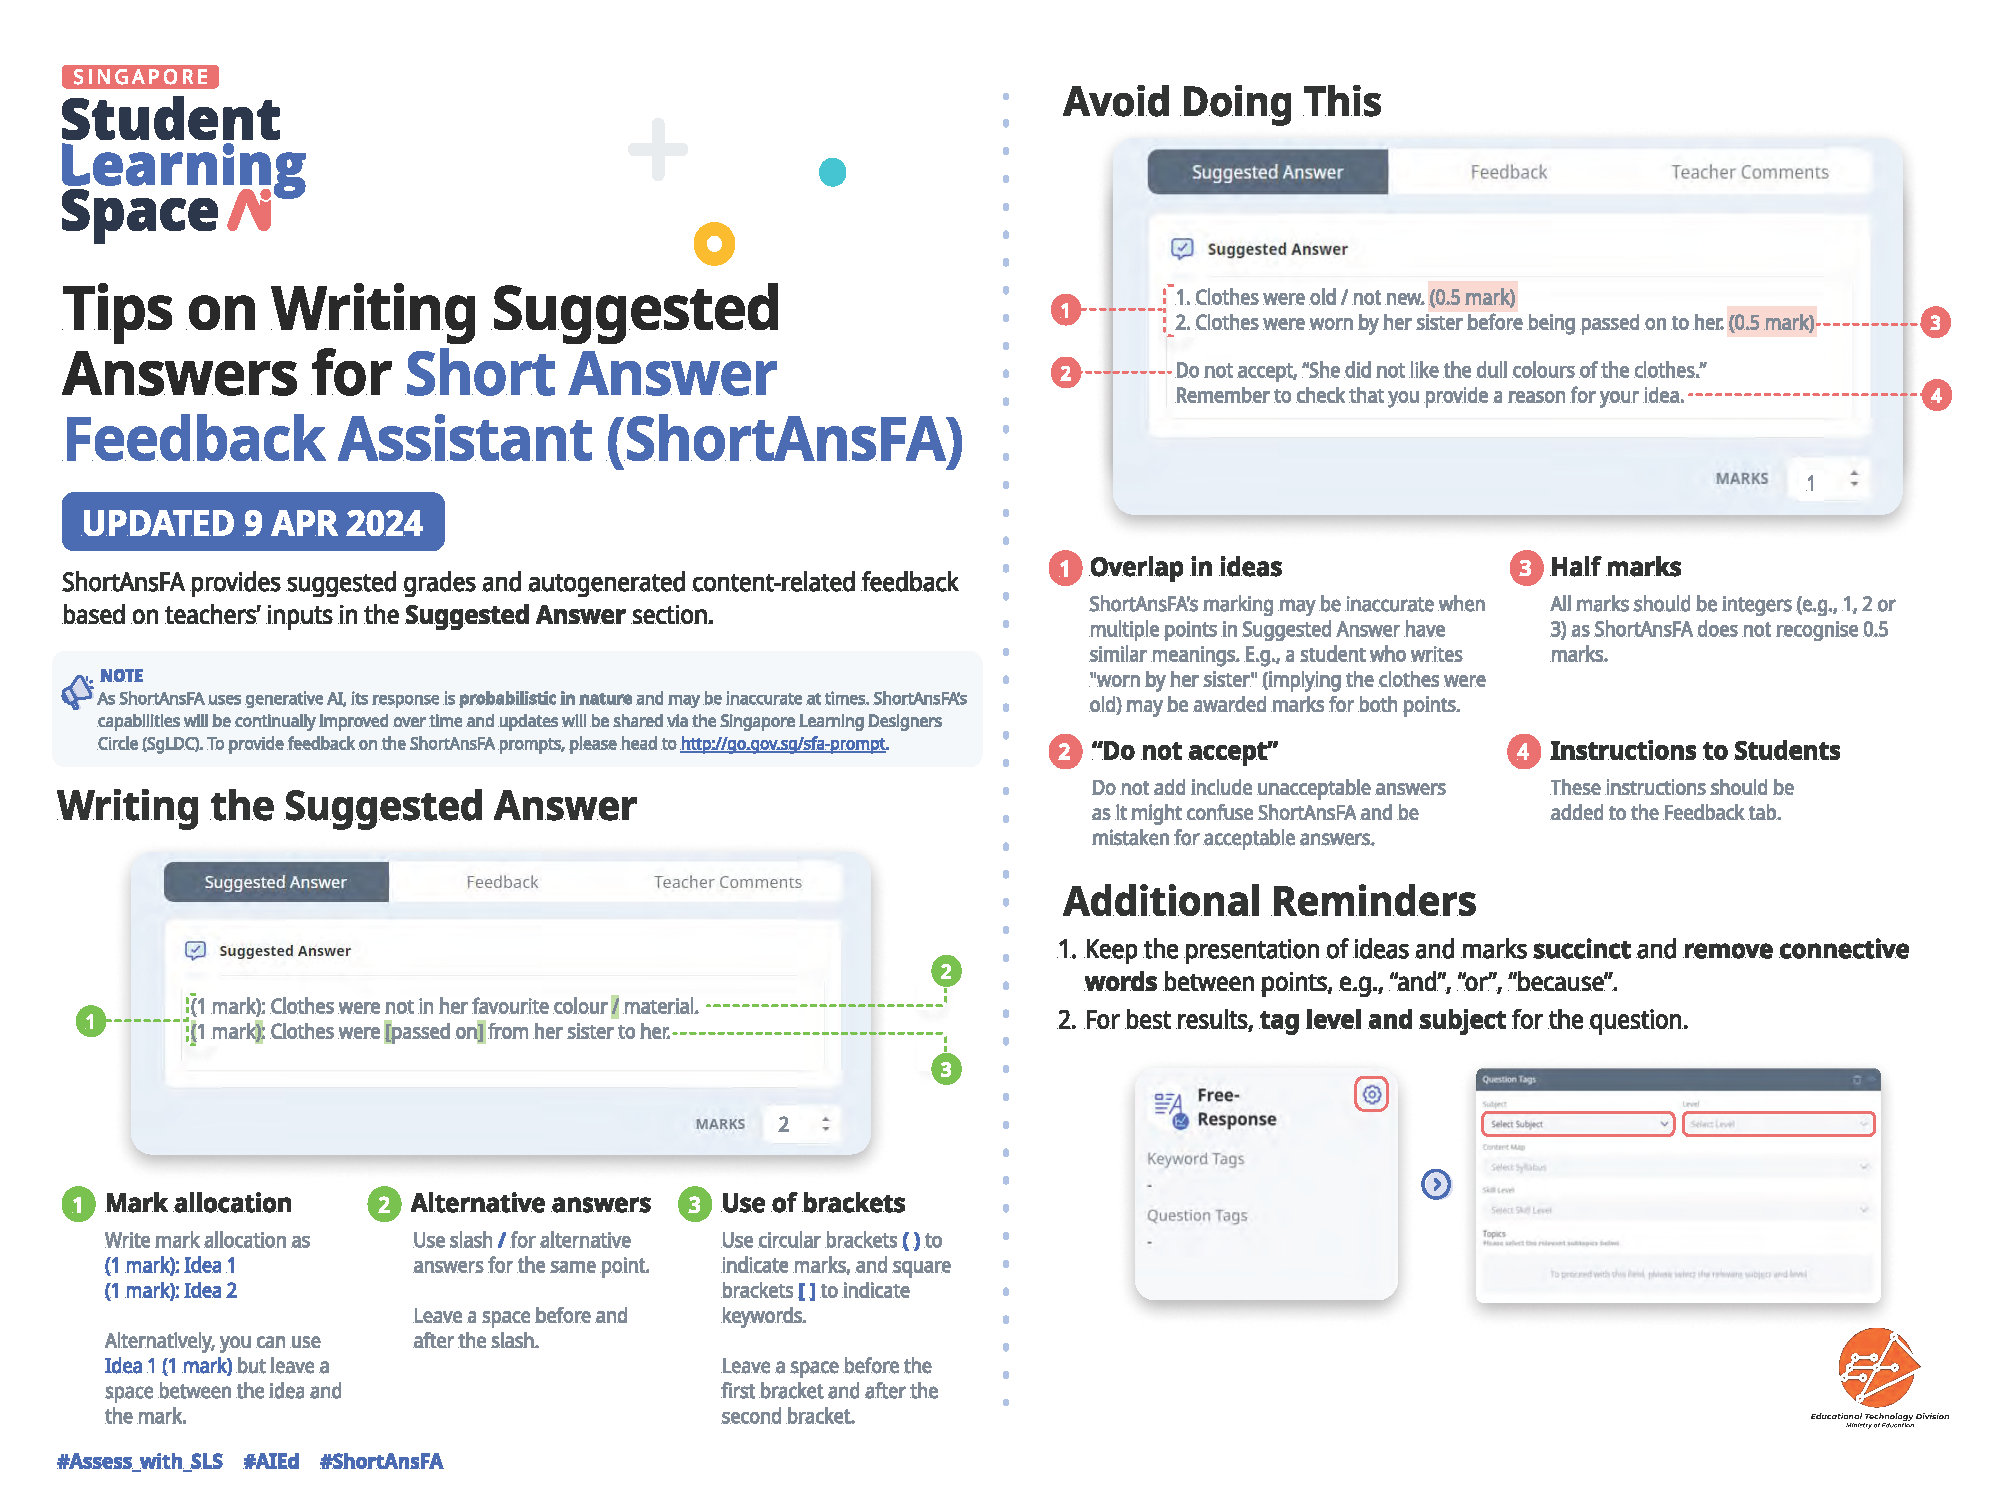 SINGAPORE
Student
Learning
Space Ai
Tips on Writing Suggested
Answers for Short Answer
Feedback Assistant (ShortAnsFA)
UPDATED 9 APR 2024
ShortAnsFA provides suggested grades and autogenerated content-related feedback
based on teachers' inputs in the Suggested Answer section.
NOTE
As ShortAnsFA uses generative AI, its response is probabilistic in nature and may be inaccurate at times. ShortAnsFA's
capabilities will be continually improved over time and updates will be shared via the Singapore Learning Designers
Circle (SgLDC). To provide feedback on the ShortAnsFA prompts, please head to http://go.gov.sg/sfa-prompt.
Writing the Suggested Answer
Suggested Answer Feedback Teacher Comments
Suggested Answer
2
(1 mark): Clothes were not in her favourite colour / material.
1
(1 mark): Clothes were [passed on] from her sister to her.
3
MARKS 2
1 Mark allocation
Write mark allocation as
(1 mark): Idea 1
(1 mark): Idea 2
Alternatively, you can use
Idea 1 (1 mark) but leave a
space between the idea and
the mark.
2 Alternative answers
Use slash / for alternative
answers for the same point.
Leave a space before and
after the slash.
3 Use of brackets
Use circular brackets ( ) to
indicate marks, and square
brackets [ ] to indicate
keywords.
Leave a space before the
first bracket and after the
second bracket.
#Assess_with_SLS #AIEd #ShortAnsFA
Avoid Doing This
Suggested Answer Feedback Teacher Comments
Suggested Answer
1. Clothes were old / not new. (0.5 mark)
1
2. Clothes were worn by her sister before being passed on to her. (0.5 mark)
3
2
Do not accept, "She did not like the dull colours of the clothes."
Remember to check that you provide a reason for your idea.
4
MARKS 1
1 Overlap in ideas
ShortAnsFA's marking may be inaccurate when
multiple points in Suggested Answer have
similar meanings. E.g., a student who writes
"worn by her sister" (implying the clothes were
old) may be awarded marks for both points.
3 Half marks
All marks should be integers (e.g., 1, 2 or
3) as ShortAnsFA does not recognise 0.5
marks.
2 "Do not accept"
Do not add include unacceptable answers
as it might confuse ShortAnsFA and be
mistaken for acceptable answers.
4 Instructions to Students
These instructions should be
added to the Feedback tab.
Additional Reminders
1. Keep the presentation of ideas and marks succinct and remove connective
words between points, e.g., "and", "or", "because".
2. For best results, tag level and subject for the question.
Free-
Response
Keyword Tags
-
Question Tags
-
Question Tags
Subject Level
Select Subject Select Level
Content Map
Select Syllabus
Skill Level
Select Skill Level
Topics
Please select the relevant subtopics below.
To proceed with this field, please select the relevant subject and level
Educational Technology Division
Ministry of Education